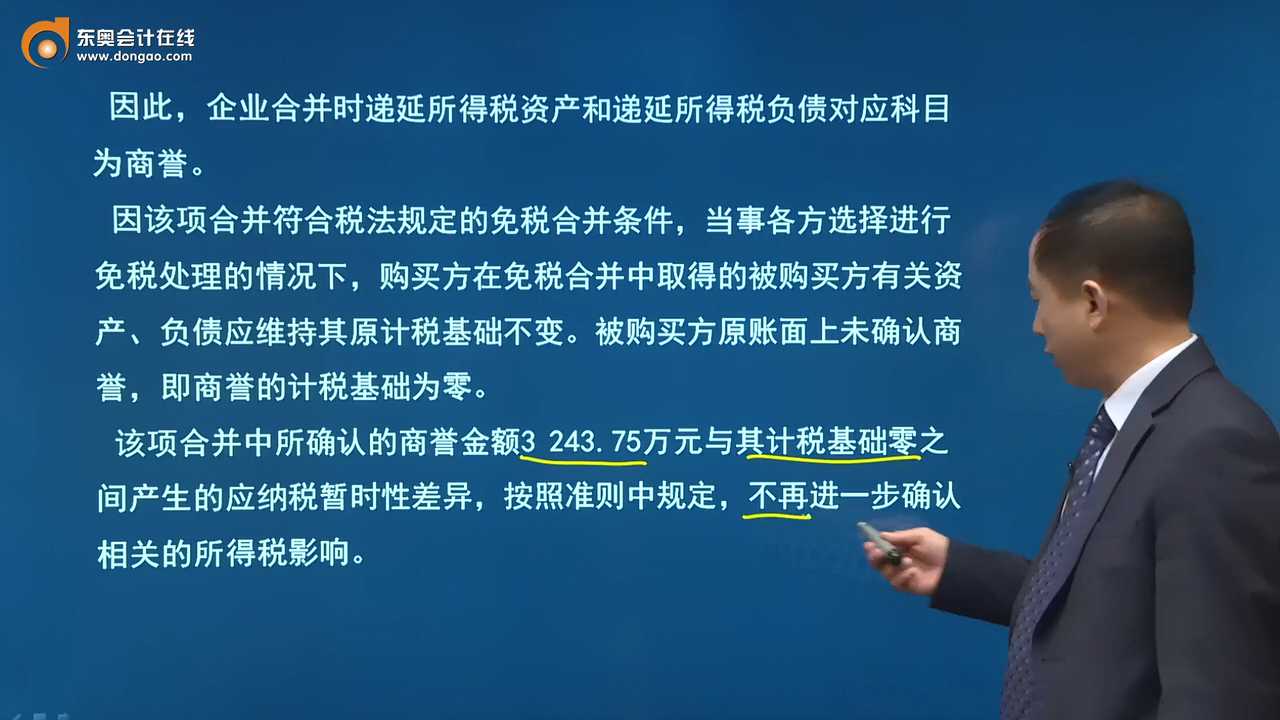 东奥会计在线
www.dongao.com
因此，企业合并时递延所得税资产和递延所得税负债对应科目
为商誉。
因该项合并符合税法规定的免税合并条件，当事各方选择进行
免税处理的情况下，购买方在免税合并中取得的被购买方有关资
产、负债应维持其原计税基础不变。被购买方原账面上未确认商
誉，即商誉的计税基础为零。
该项合并中所确认的商誉金额3 243.75万元与其计税基础零之
间产生的应纳税暂时性差异，按照准则中规定，不再进一步确认
相关的所得税影响。